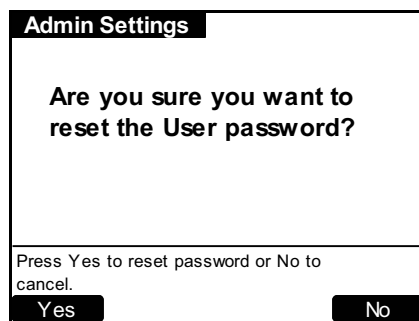 Admin Settings
Are you sure you want to
reset the User password?
Press Yes to reset password or No to
cancel.
Yes No